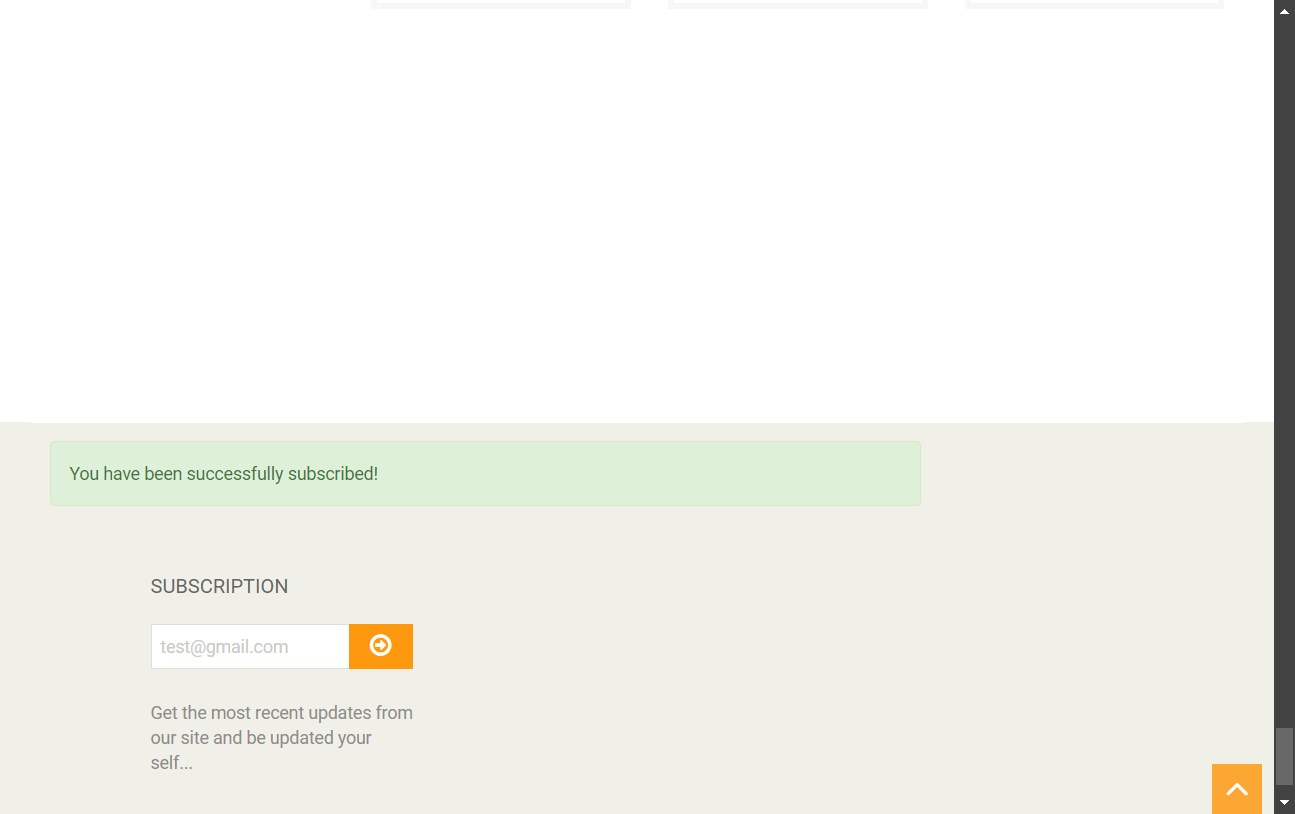 You have been successfully subscribed!
SUBSCRIPTION
test@gmail.com
Get the most recent updates from
our site and be updated your
self...